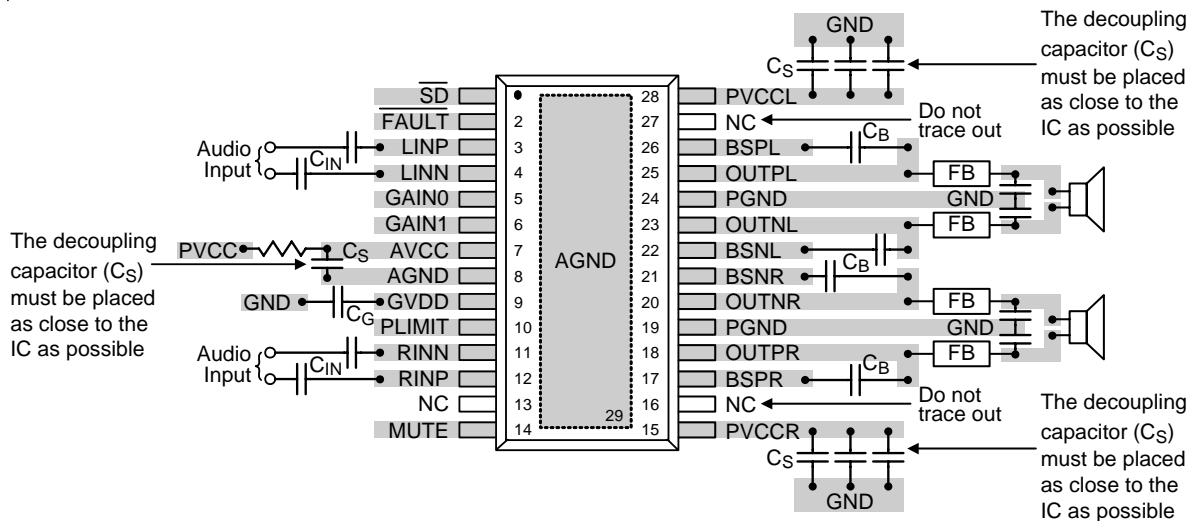 The decoupling
capacitor (CS)
must be placed
as close to the
IC as possible
GND
CS
SD
28
PVCCL
FAULT
2
27
NC
Do not
trace out
Audio
Input
CIN
LINP
3
26
BSPL
CB
LINN
4
25
OUTPL
FB
GAIN0
5
24
PGND
GND
GAIN1
6
23
OUTNL
FB
The decoupling
capacitor (CS)
must be placed
as close to the
IC as possible
PVCC
CS
AVCC
7
AGND
22
BSNL
CB
AGND
8
21
BSNR
GND
CG
GVDD
9
20
OUTNR
FB
PLIMIT
10
19
PGND
GND
Audio
Input
CIN
RINN
11
18
OUTPR
FB
RINP
12
17
BSPR
CB
NC
13
29
16
NC
Do not
trace out
MUTE
14
15
PVCCR
CS
GND
The decoupling
capacitor (CS)
must be placed
as close to the
IC as possible